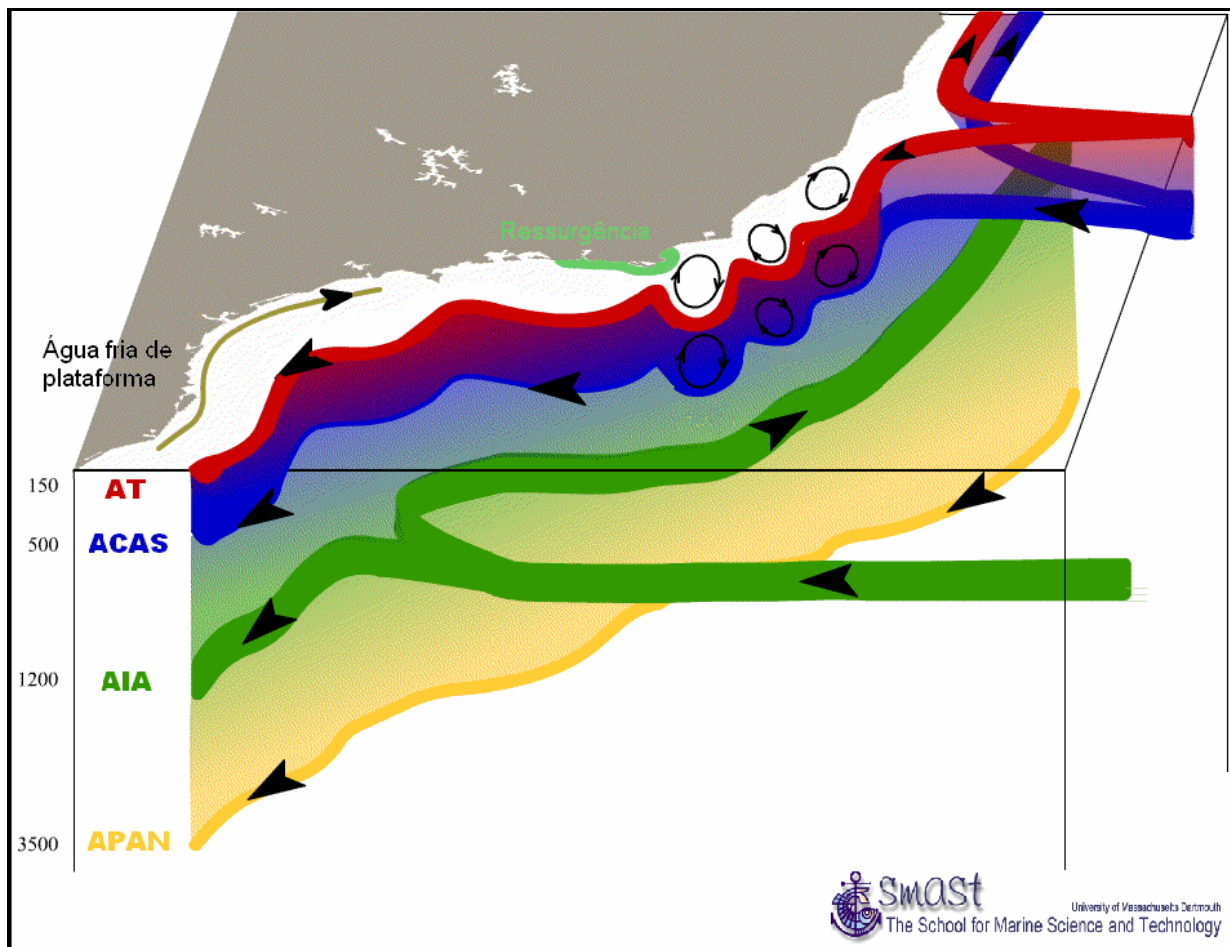 Ressurgência
Água fria de
plataforma
150
AT
500
ACAS
1200
AIA
3500
APAN
smast
University of Massachusetts Dartmouth
The School for Marine Science and Technology